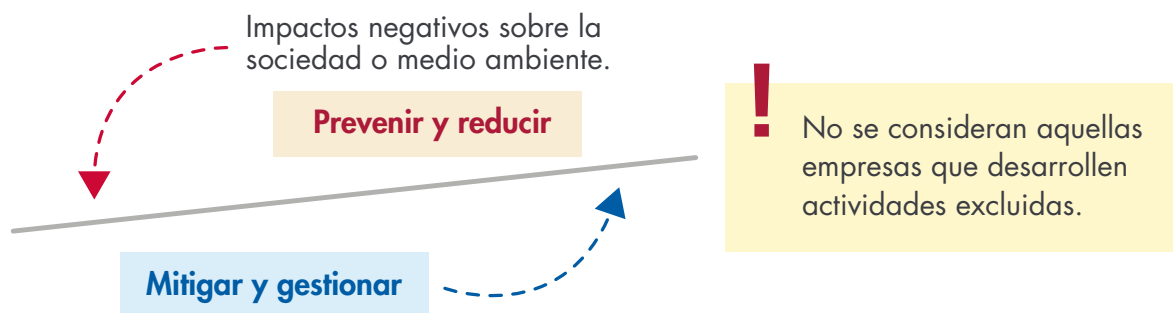 Impactos negativos sobre la
sociedad o medio ambiente.
Prevenir y reducir
Mitigar y gestionar
!
No se consideran aquellas
empresas que desarrollen
actividades excluidas.